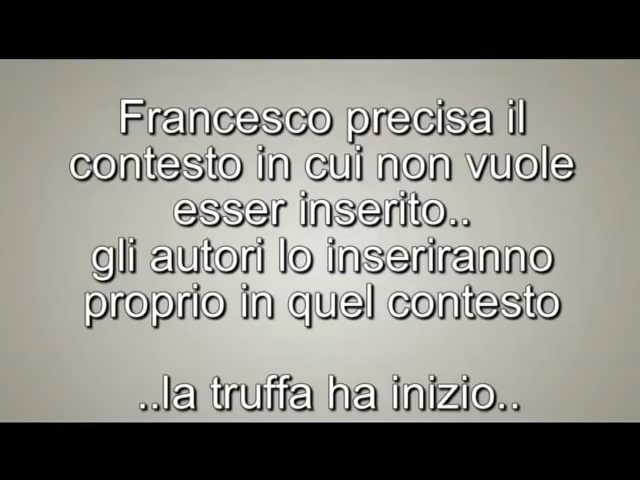 Francesco precisa il
contesto in cui non vuole
esser inserito..
gli autori lo inseriranno
proprio in quel contesto
..la truffa ha inizio..